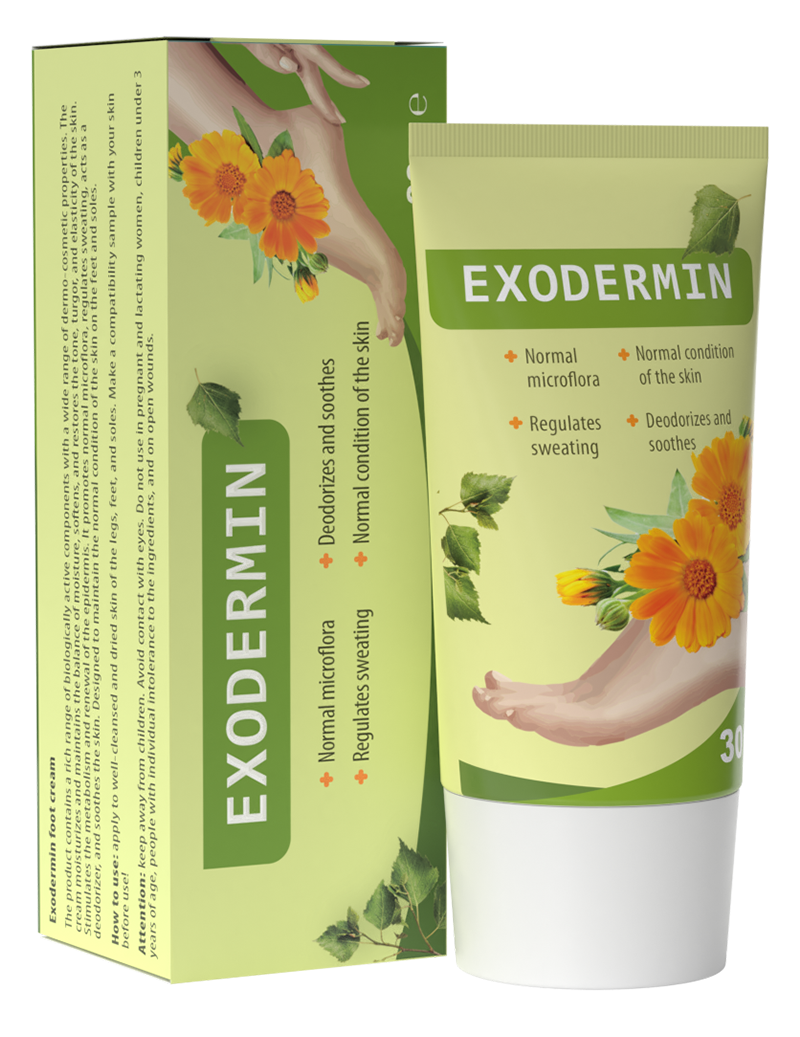 Exodermin foot cream
The product contains a rich range of biologically active components with a wide range of dermo-cosmetic properties. The
cream moisturizes and maintains the balance of moisture, softens, and restores the tone, turgor, and elasticity of the skin.
Stimulates the metabolism and renewal of the epidermis. It promotes normal microflora, regulates sweating, acts as a
deodorizer, and soothes the skin. Designed to maintain the normal condition of the skin on the feet and soles.
How to use: apply to well-cleansed and dried skin of the legs, feet, and soles. Make a compatibility sample with your skin
before use!
Attention: keep away from children. Avoid contact with eyes. Do not use in pregnant and lactating women, children under 3
years of age, people with individual intolerance to the ingredients, and on open wounds.
EXODERMIN
Normal microflora
Deodorizes and soothes
Regulates sweating
Normal condition of the skin
e
EXODERMIN
Normal
microflora
Normal condition
of the skin
Regulates
sweating
Deodorizes and
soothes
30